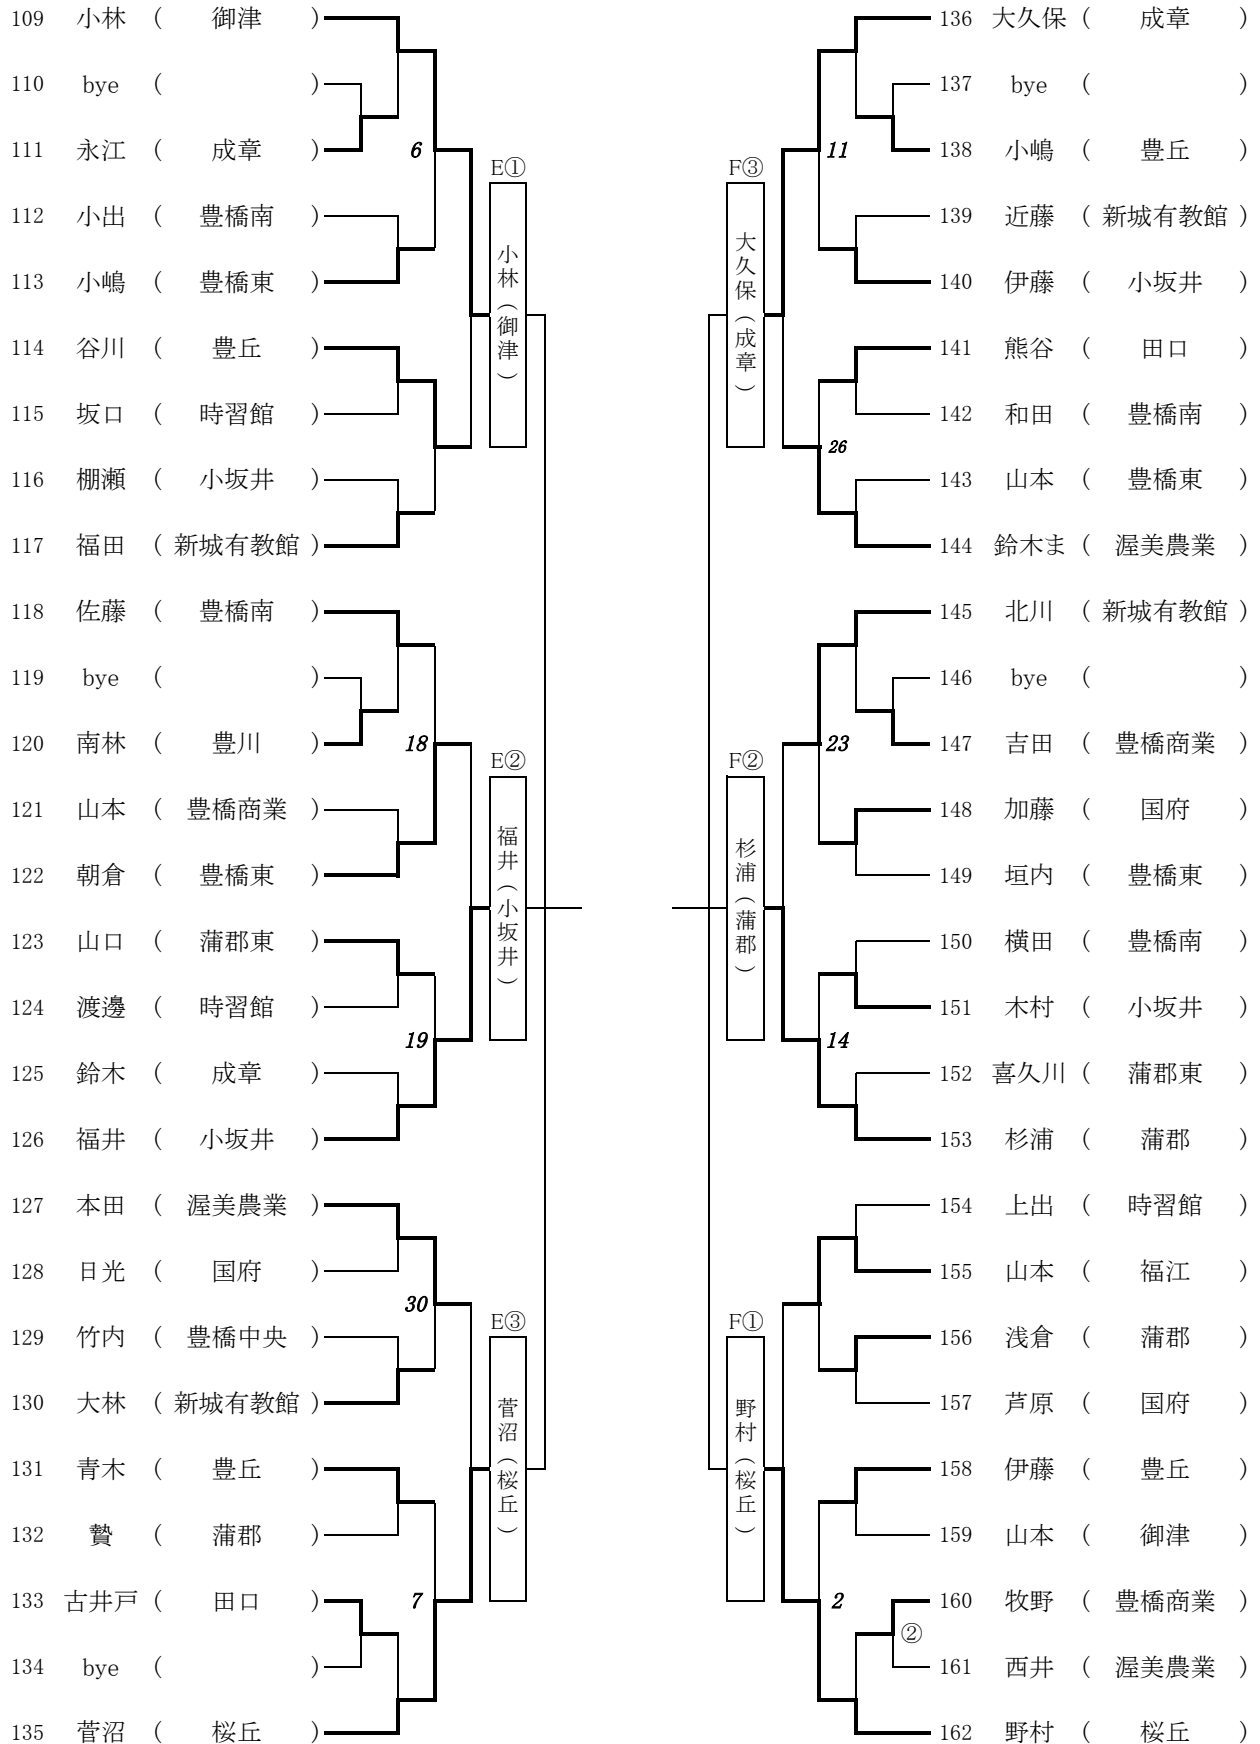 109 小林 ( 御津 )
110 bye ( )
111 永江 ( 成章 )
6
E①
112 小出 ( 豊橋南 )
113 小嶋 ( 豊橋東 )
小林(御津)
114 谷川 ( 豊丘 )
115 坂口 ( 時習館 )
116 棚瀬 ( 小坂井 )
117 福田 ( 新城有教館 )
118 佐藤 ( 豊橋南 )
119 bye ( )
120 南林 ( 豊川 )
18
E②
121 山本 ( 豊橋商業 )
122 朝倉 ( 豊橋東 )
福井(小坂井)
123 山口 ( 蒲郡東 )
124 渡邊 ( 時習館 )
19
125 鈴木 ( 成章 )
126 福井 ( 小坂井 )
127 本田 ( 渥美農業 )
128 日光 ( 国府 )
30
E③
129 竹内 ( 豊橋中央 )
130 大林 ( 新城有教館 )
菅沼(桜丘)
131 青木 ( 豊丘 )
132 贄 ( 蒲郡 )
133 古井戸 ( 田口 )
7
134 bye ( )
135 菅沼 ( 桜丘 )
136 大久保 ( 成章 )
137 bye ( )
138 小嶋 ( 豊丘 )
11
F③
139 近藤 ( 新城有教館 )
140 伊藤 ( 小坂井 )
大久保(成章)
141 熊谷 ( 田口 )
142 和田 ( 豊橋南 )
26
143 山本 ( 豊橋東 )
144 鈴木ま ( 渥美農業 )
145 北川 ( 新城有教館 )
146 bye ( )
147 吉田 ( 豊橋商業 )
23
F②
148 加藤 ( 国府 )
149 垣内 ( 豊橋東 )
杉浦(蒲郡)
150 横田 ( 豊橋南 )
151 木村 ( 小坂井 )
14
152 喜久川 ( 蒲郡東 )
153 杉浦 ( 蒲郡 )
154 上出 ( 時習館 )
155 山本 ( 福江 )
F①
156 浅倉 ( 蒲郡 )
157 芦原 ( 国府 )
野村(桜丘)
158 伊藤 ( 豊丘 )
159 山本 ( 御津 )
2
160 牧野 ( 豊橋商業 )
②
161 西井 ( 渥美農業 )
162 野村 ( 桜丘 )